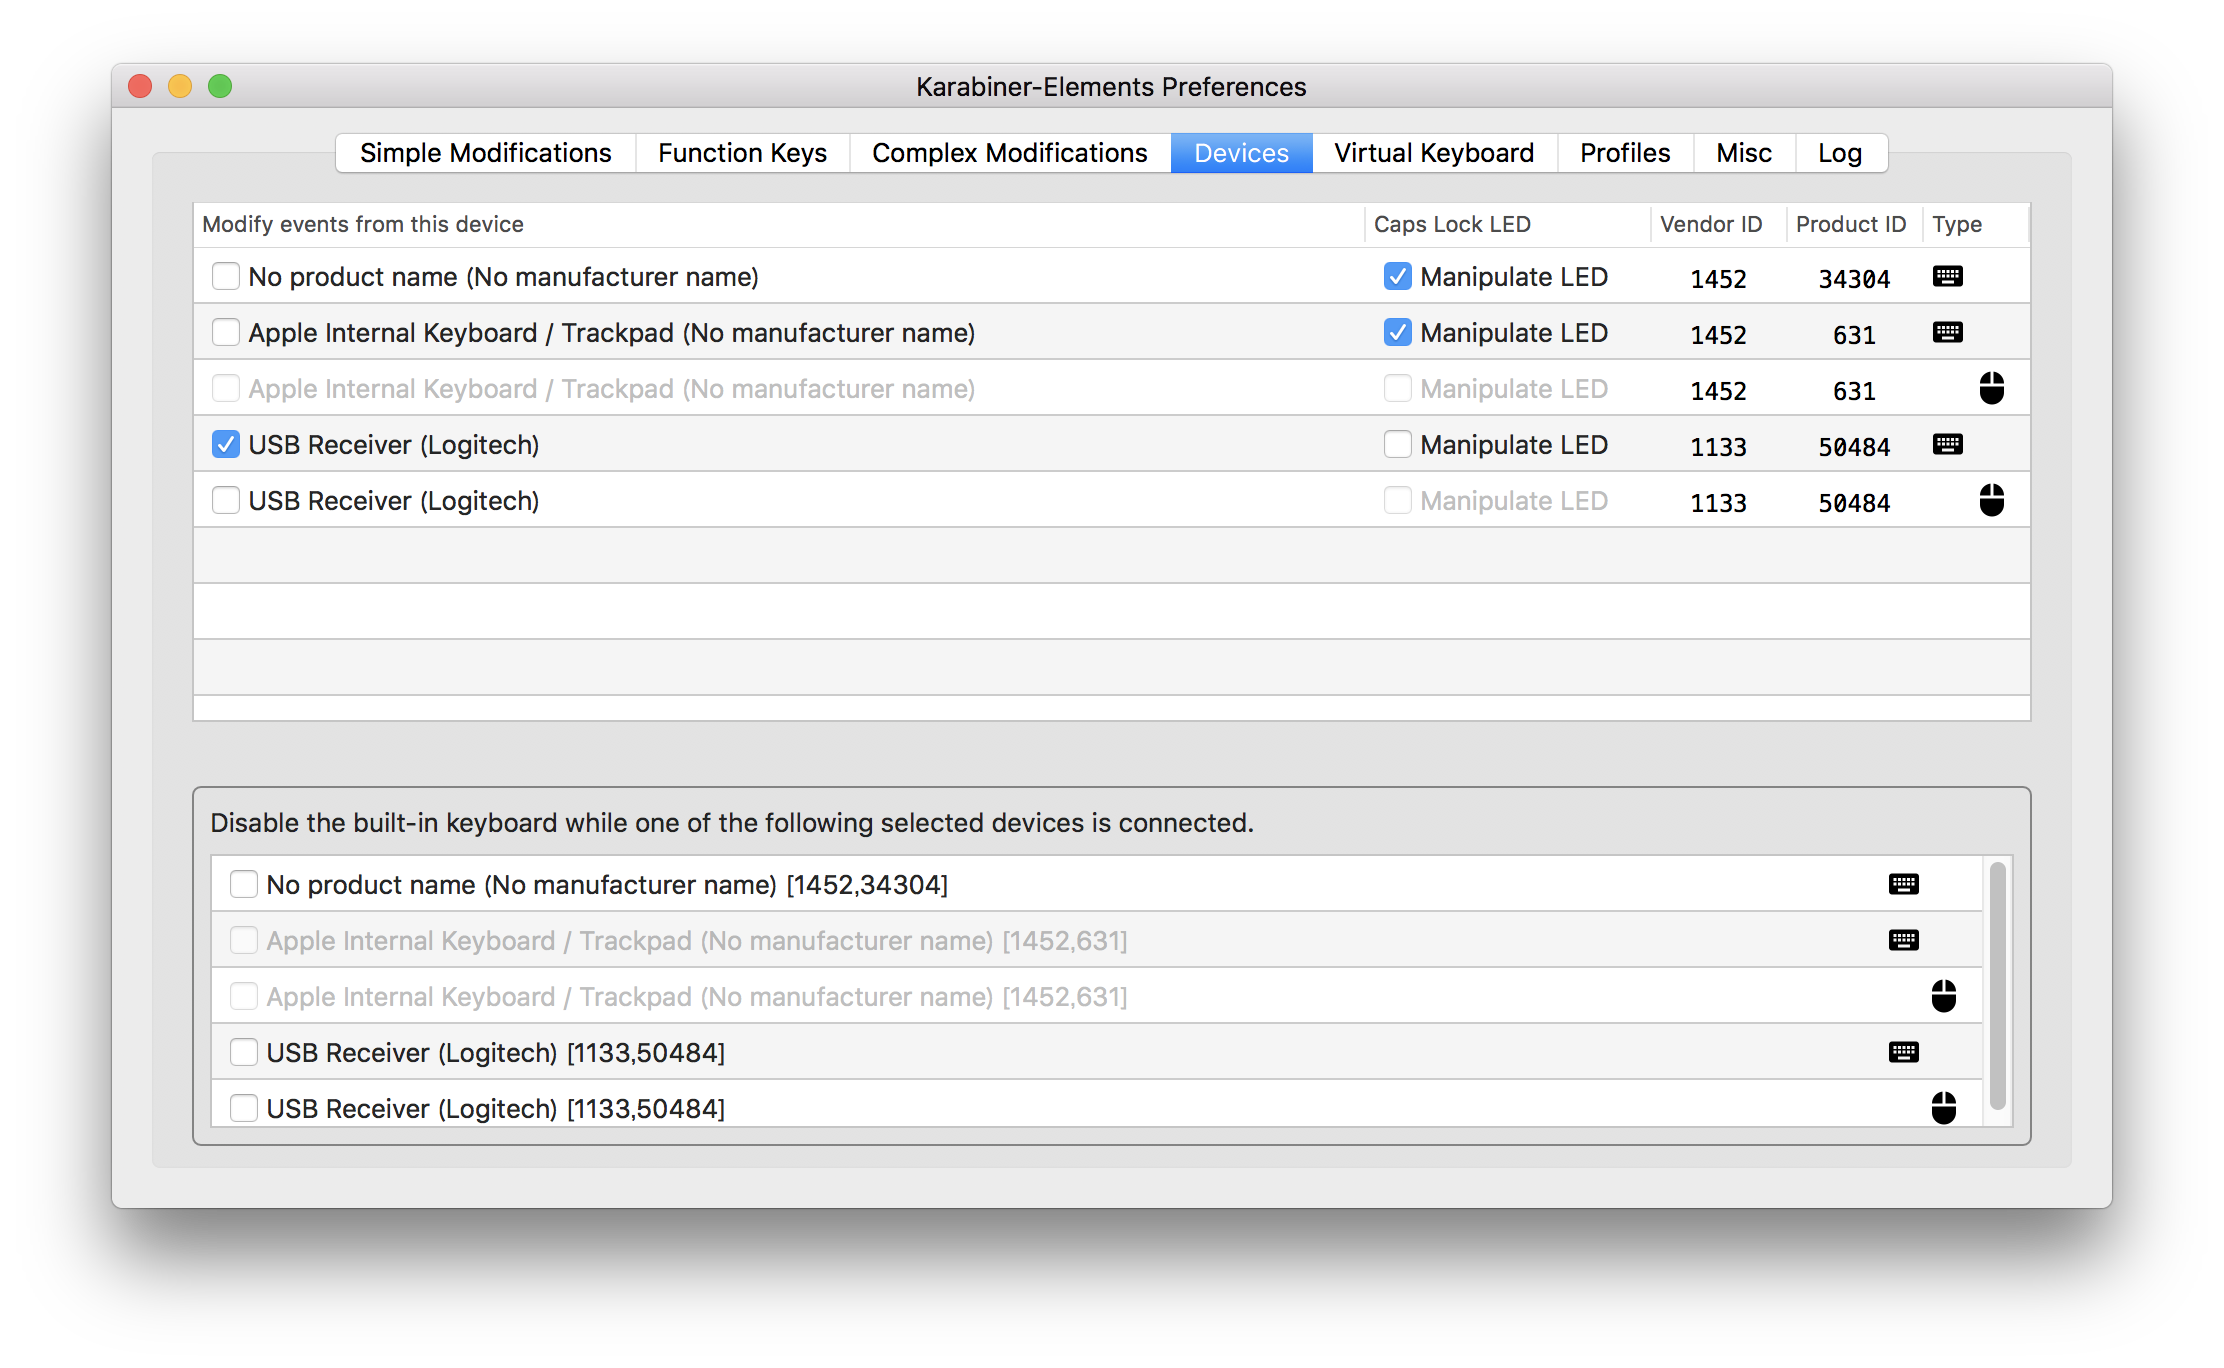 Karabiner-Elements Preferences
Simple Modifications Function Keys Complex Modifications Devices Virtual Keyboard Profiles Misc Log
Modify events from this device Caps Lock LED Vendor ID Product ID Type
No product name (No manufacturer name) Manipulate LED 1452 34304
Apple Internal Keyboard / Trackpad (No manufacturer name) Manipulate LED 1452 631
Apple Internal Keyboard / Trackpad (No manufacturer name) Manipulate LED 1452 631
USB Receiver (Logitech) Manipulate LED 1133 50484
USB Receiver (Logitech) Manipulate LED 1133 50484
Disable the built-in keyboard while one of the following selected devices is connected.
No product name (No manufacturer name) [1452,34304]
Apple Internal Keyboard / Trackpad (No manufacturer name) [1452,631]
Apple Internal Keyboard / Trackpad (No manufacturer name) [1452,631]
USB Receiver (Logitech) [1133,50484]
USB Receiver (Logitech) [1133,50484]